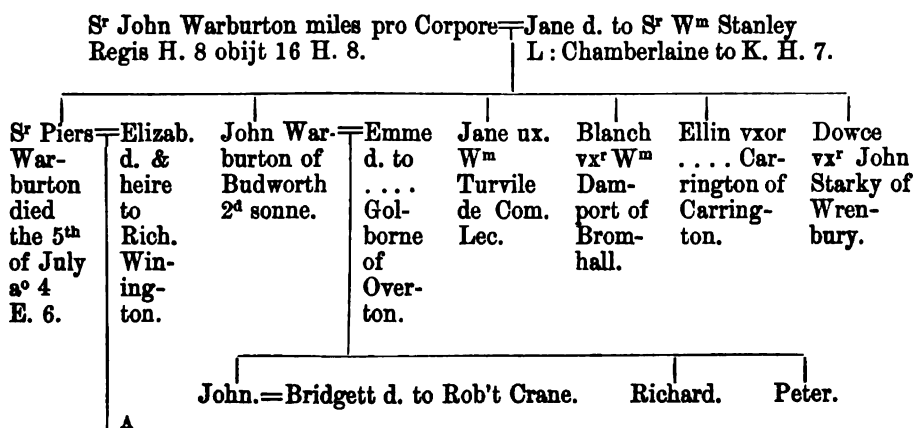 Sʳ John Warburton miles pro Corpore=Jane d. to Sʳ Wᵐ Stanley
Regis H. 8 obijt 16 H. 8.
L : Chamberlaine to K. H. 7.
Sʳ Piers=Elizab.
War-
burton
died
the 5ᵗʰ
of July
aᵒ 4
E. 6.
d. &
heire
to
Rich.
Win-
ing-
ton.
John War-=Emme
burton of
Budworth
2ᵈ sonne.
d. to
. . . .
Gol-
borne
of
Over-
ton.
Jane ux.
Wᵐ
Turvile
de Com.
Lec.
Blanch
vxʳ Wᵐ
Dam-
port of
Brom-
hall.
Ellin vxor
. . . . Car-
rington of
Carring-
ton.
Dowce
vxʳ John
Starky of
Wren-
bury.
John.=Bridgett d. to Rob't Crane.
Richard.
Peter.
A